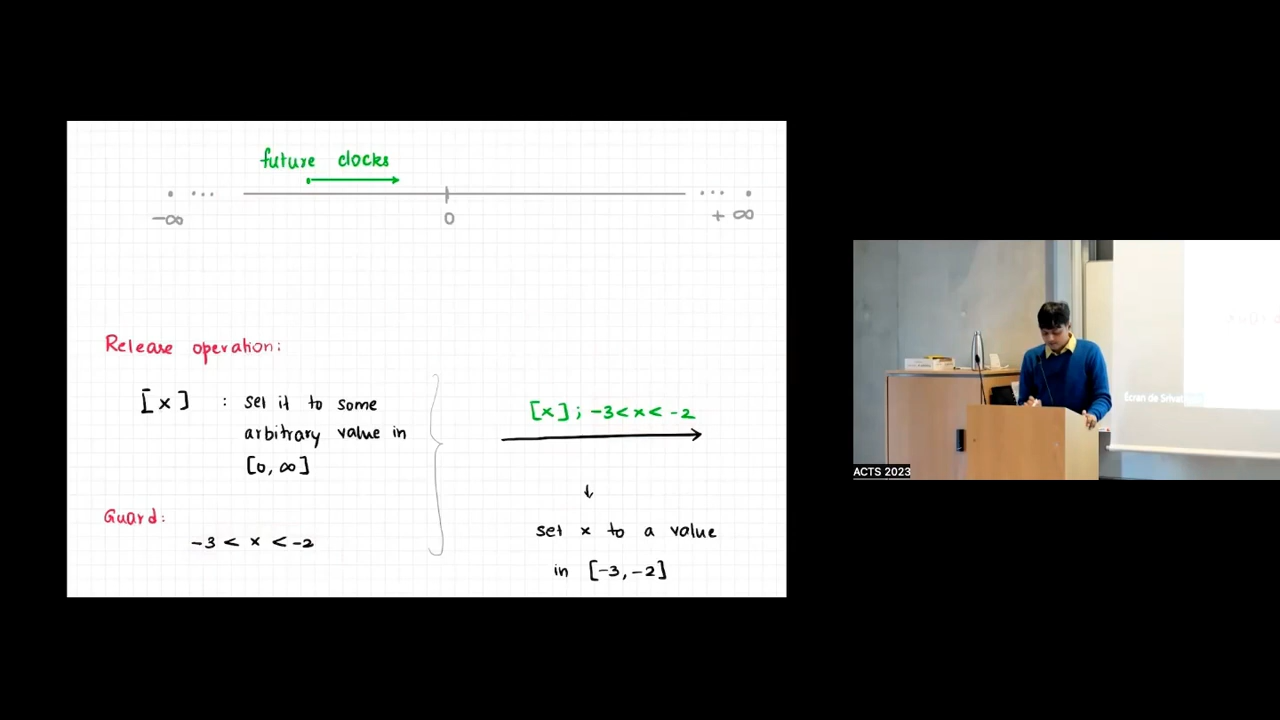 future clocks
-∞ ... 0 ... + ∞
Release operation:
[x] : set it to some
arbitrary value in
[0, ∞]
Guard:
-3 < x < -2
[x] ; -3 < x < -2
↓
set x to a value
in [-3, -2]
ACTS 2023